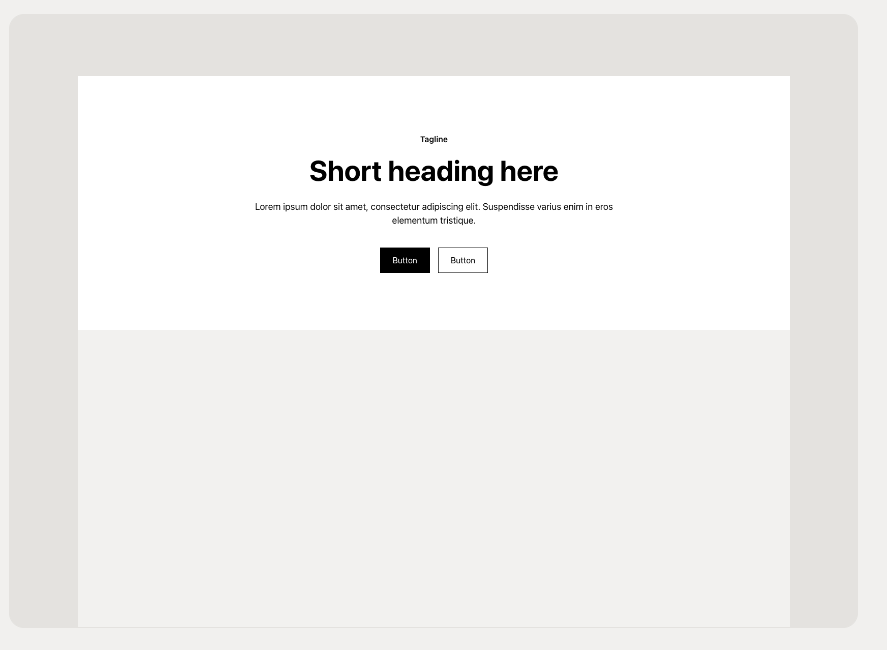 Tagline
Short heading here
Lorem ipsum dolor sit amet, consectetur adipiscing elit. Suspendisse varius enim in eros
elementum tristique.
Button Button